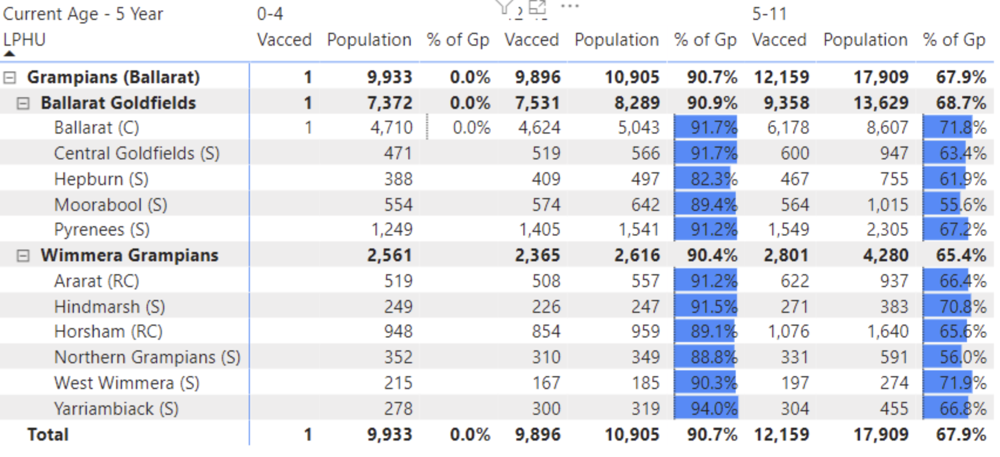 Current Age - 5 Year 0-4 5-11
LPHU Vacced Population % of Gp Vacced Population % of Gp Vacced Population % of Gp
Grampians (Ballarat) 1 9,933 0.0% 9,896 10,905 90.7% 12,159 17,909 67.9%
Ballarat Goldfields 1 7,372 0.0% 7,531 8,289 90.9% 9,358 13,629 68.7%
Ballarat (C) 1 4,710 0.0% 4,624 5,043 91.7% 6,178 8,607 71.8%
Central Goldfields (S) 471 519 566 91.7% 600 947 63.4%
Hepburn (S) 388 409 497 82.3% 467 755 61.9%
Moorabool (S) 554 574 642 89.4% 564 1,015 55.6%
Pyrenees (S) 1,249 1,405 1,541 91.2% 1,549 2,305 67.2%
Wimmera Grampians 2,561 2,365 2,616 90.4% 2,801 4,280 65.4%
Ararat (RC) 519 508 557 91.2% 622 937 66.4%
Hindmarsh (S) 249 226 247 91.5% 271 383 70.8%
Horsham (RC) 948 854 959 89.1% 1,076 1,640 65.6%
Northern Grampians (S) 352 310 349 88.8% 331 591 56.0%
West Wimmera (S) 215 167 185 90.3% 197 274 71.9%
Yarriambiack (S) 278 300 319 94.0% 304 455 66.8%
Total 1 9,933 0.0% 9,896 10,905 90.7% 12,159 17,909 67.9%